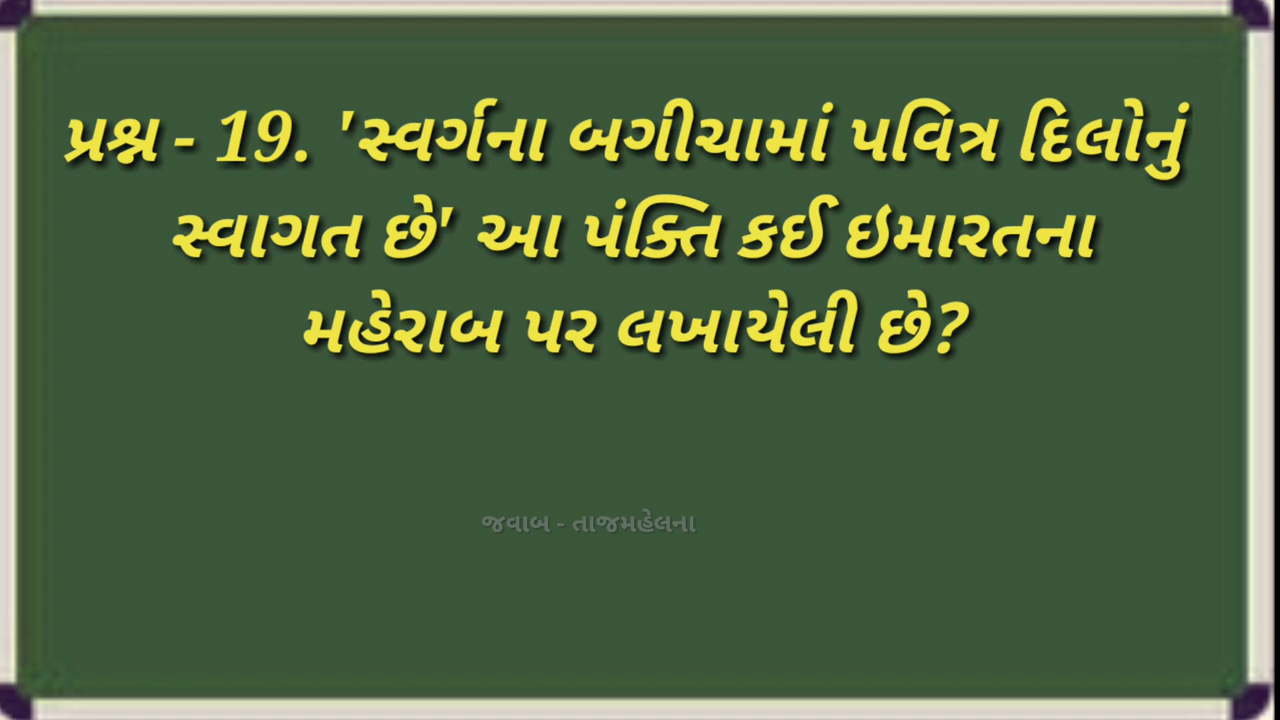 પ્રશ્ન - 19. 'સ્વર્ગના બગીચામાં પવિત્ર દિલોનું
સ્વાગત છે' આ પંક્તિ કઈ ઇમારતના
મહેરાબ પર લખાયેલી છે?
જવાબ - તાજમહેલના